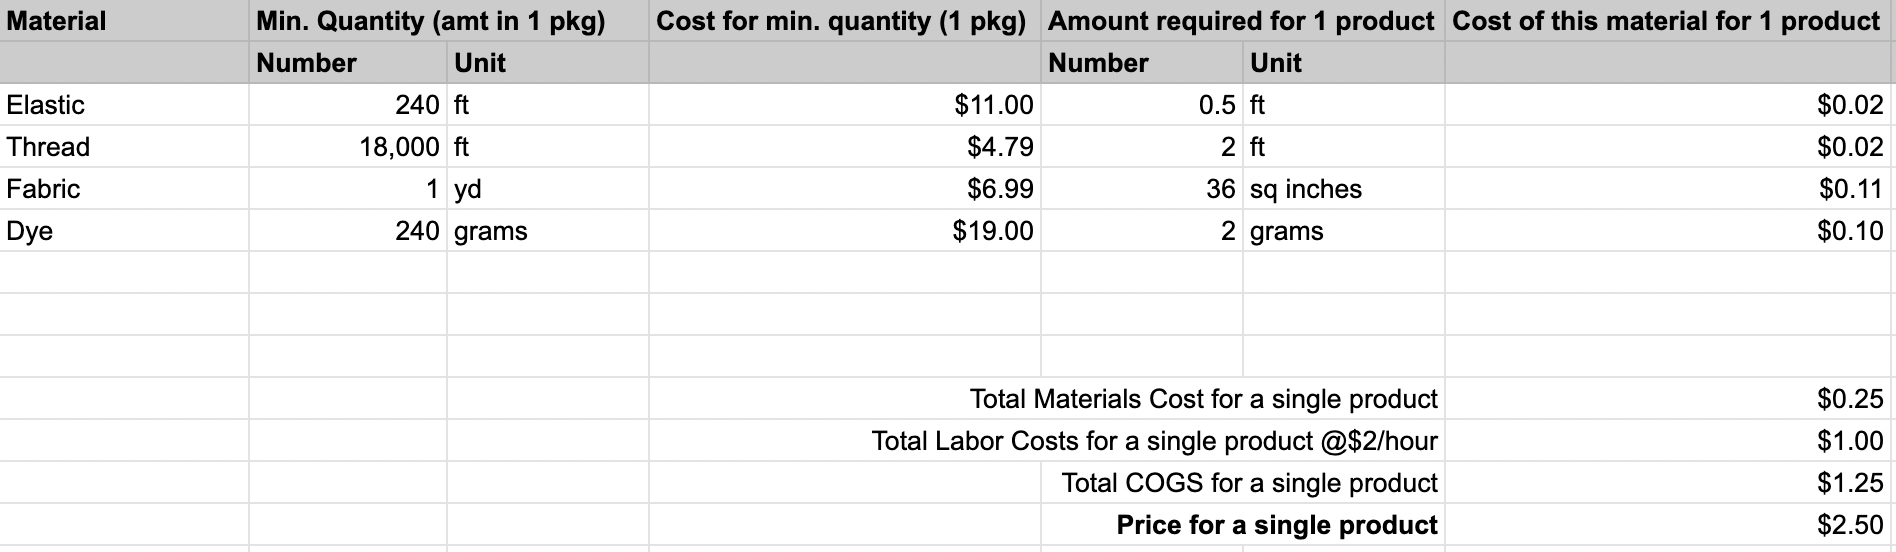 Material Min. Quantity (amt in 1 pkg) Cost for min. quantity (1 pkg) Amount required for 1 product Cost of this material for 1 product
Number Unit Number Unit
Elastic 240 ft $11.00 0.5 ft $0.02
Thread 18,000 ft $4.79 2 ft $0.02
Fabric 1 yd $6.99 36 sq inches $0.11
Dye 240 grams $19.00 2 grams $0.10
Total Materials Cost for a single product $0.25
Total Labor Costs for a single product @$2/hour $1.00
Total COGS for a single product $1.25
Price for a single product $2.50